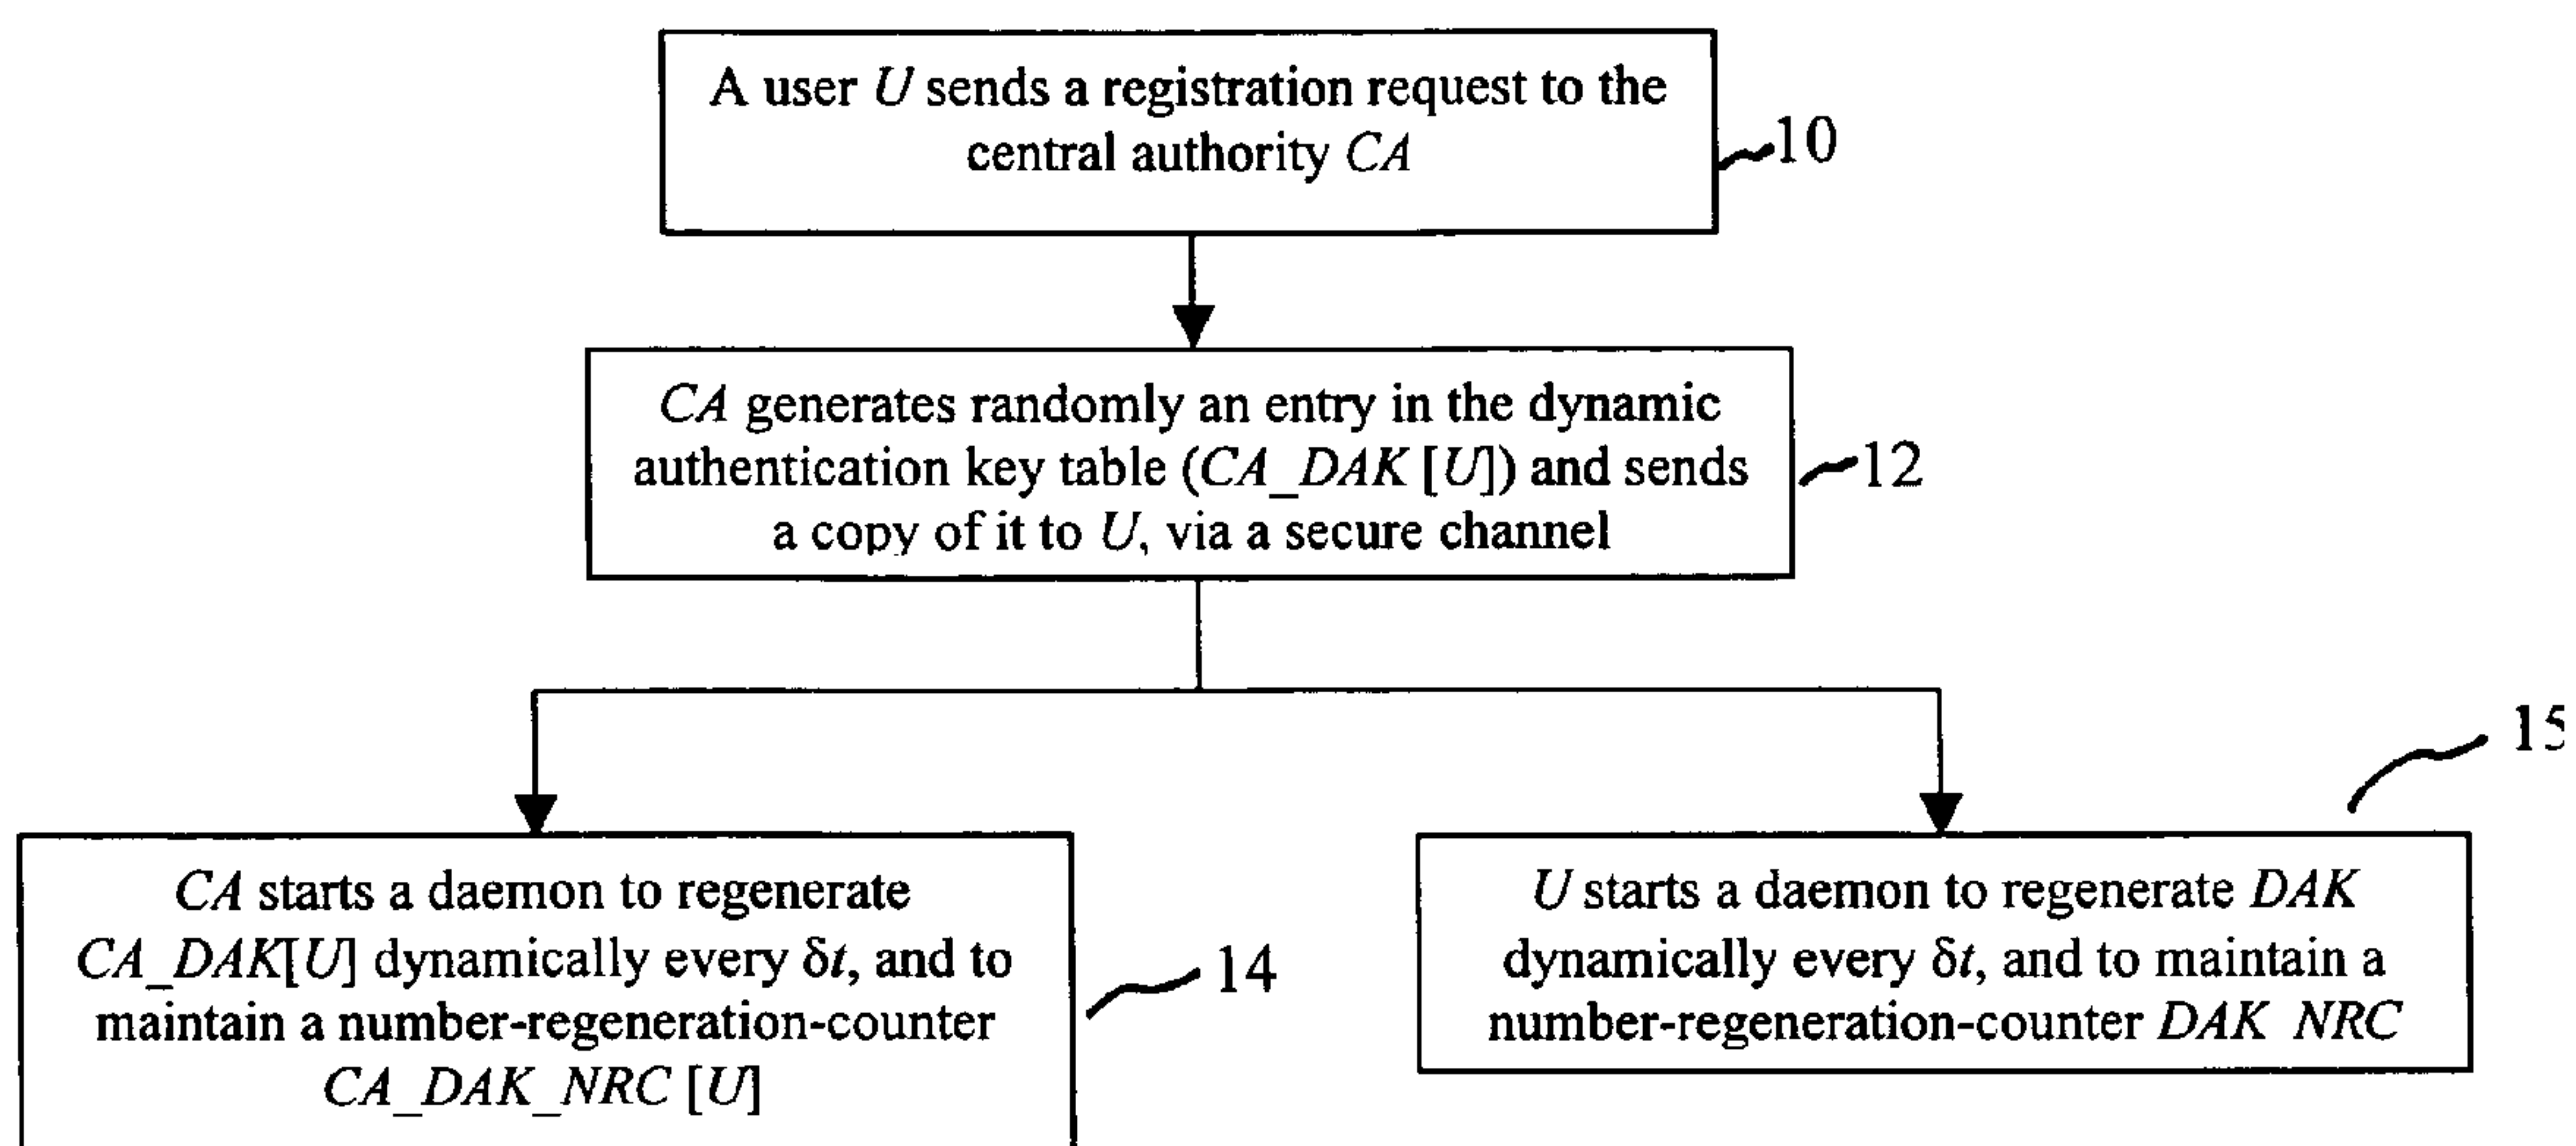 A user U sends a registration request to the
central authority CA
10
CA generates randomly an entry in the dynamic
authentication key table (CA_DAK [U]) and sends
a copy of it to U, via a secure channel
12
15
CA starts a daemon to regenerate
CA_DAK[U] dynamically every δt, and to
maintain a number-regeneration-counter
CA_DAK_NRC [U]
14
U starts a daemon to regenerate DAK
dynamically every δt, and to maintain a
number-regeneration-counter DAK NRC